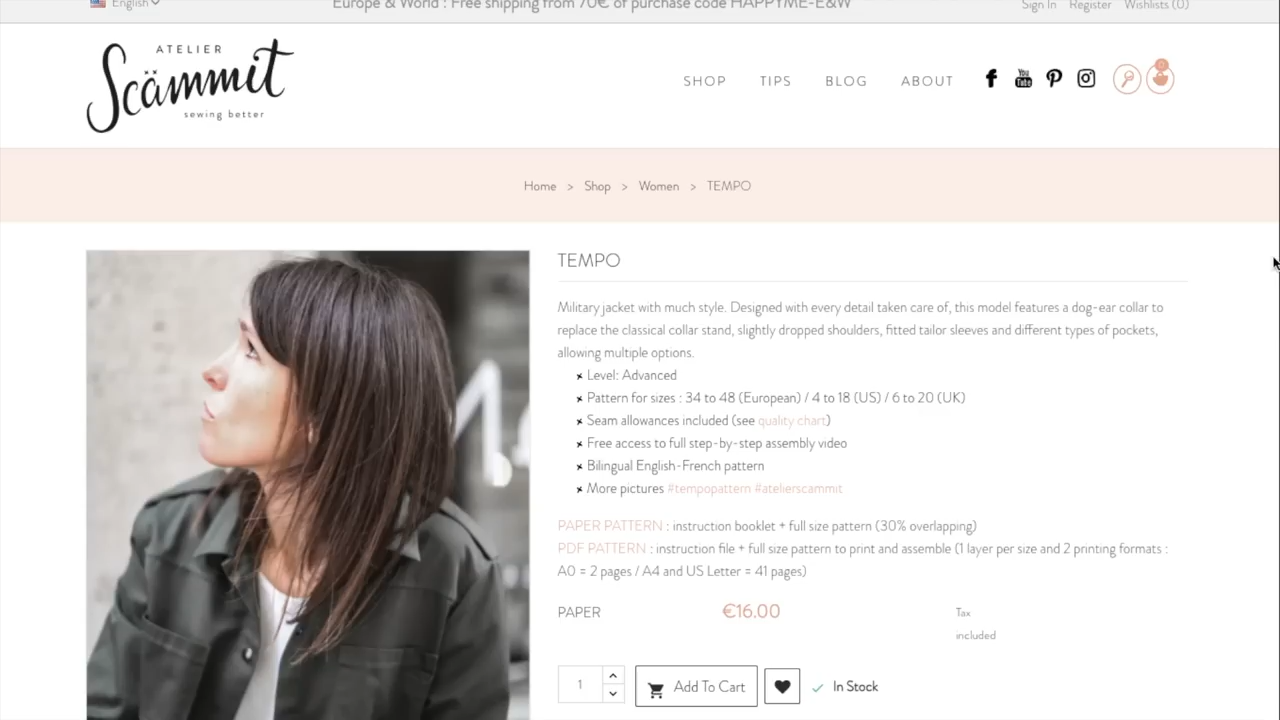 English
Europe & World : Free shipping from 70€ of purchase code HAPPYME-E&W
Sign In Register Wishlists (0)
ATELIER
Scämmit
sewing better
SHOP TIPS BLOG ABOUT
You
Tube
0
Home > Shop > Women > TEMPO
TEMPO
Military jacket with much style. Designed with every detail taken care of, this model features a dog-ear collar to
replace the classical collar stand, slightly dropped shoulders, fitted tailor sleeves and different types of pockets,
allowing multiple options.
Level: Advanced
Pattern for sizes : 34 to 48 (European) / 4 to 18 (US) / 6 to 20 (UK)
Seam allowances included (see quality chart)
Free access to full step-by-step assembly video
Bilingual English-French pattern
More pictures #tempopattern #atelierscammit
PAPER PATTERN : instruction booklet + full size pattern (30% overlapping)
PDF PATTERN : instruction file + full size pattern to print and assemble (1 layer per size and 2 printing formats :
A0 = 2 pages / A4 and US Letter = 41 pages)
PAPER €16.00 Tax
included
1 Add To Cart In Stock